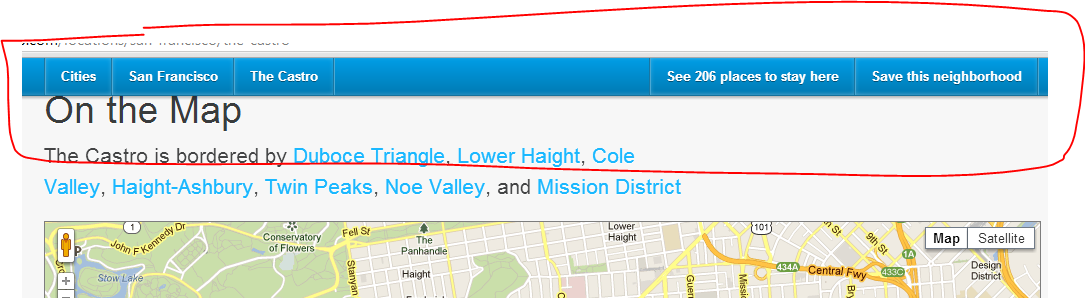 .com/locations/san-francisco/the-castro
Cities San Francisco The Castro See 206 places to stay here Save this neighborhood
On the Map
The Castro is bordered by Duboce Triangle, Lower Haight, Cole
Valley, Haight-Ashbury, Twin Peaks, Noe Valley, and Mission District
1
John F Kennedy Dr
Conservatory
of Flowers
Fell St
The
Panhandle
Lower
Haight
101
9th St
Map Satellite
P
Stow Lake
Stanyan
Haight
434A
Central Fwy
1A
433C
Design
District
Guerr